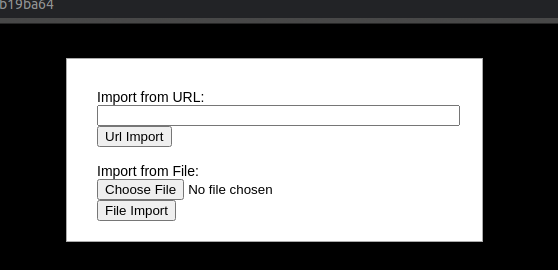 b19ba64
Import from URL:
Url Import
Import from File:
Choose File No file chosen
File Import